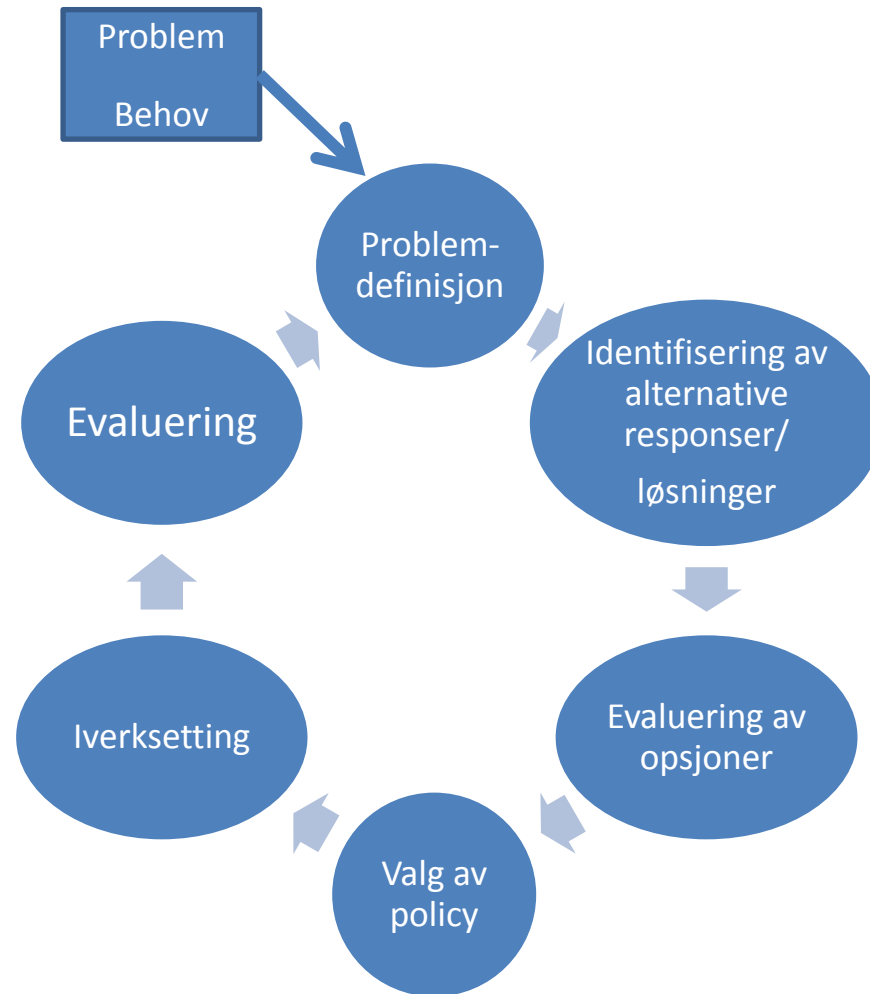 Problem
Behov
Problem-
definisjon
Identifisering av
alternative
responser/
løsninger
Evaluering av
opsjoner
Valg av
policy
Iverksetting
Evaluering